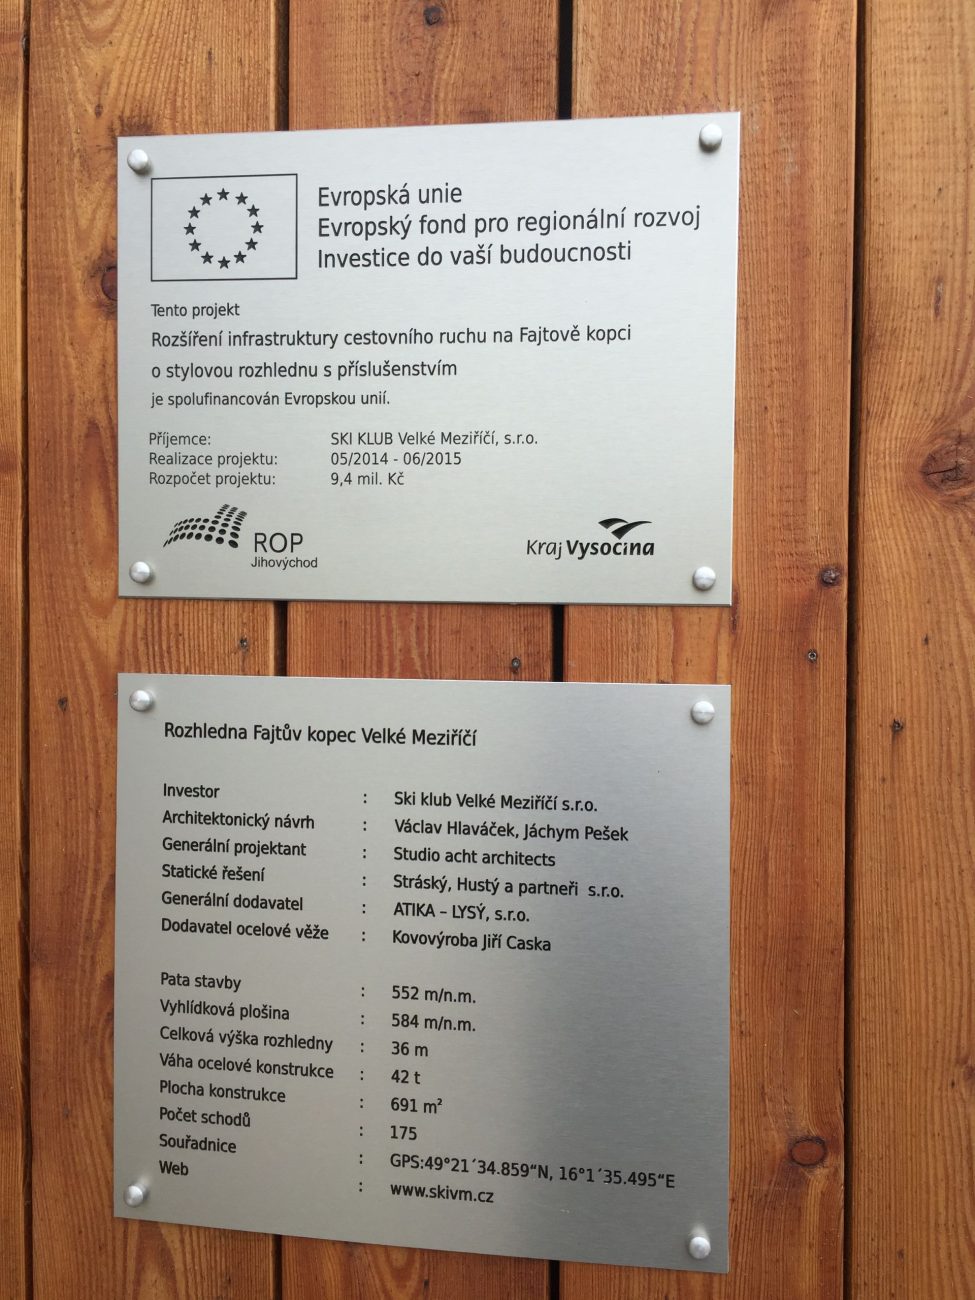 Evropská unie
Evropský fond pro regionální rozvoj
Investice do vaší budoucnosti
Tento projekt
Rozšíření infrastruktury cestovního ruchu na Fajtově kopci
o stylovou rozhlednu s příslušenstvím
je spolufinancován Evropskou unií.
Příjemce: SKI KLUB Velké Meziříčí, s.r.o.
Realizace projektu: 05/2014 - 06/2015
Rozpočet projektu: 9,4 mil. Kč
ROP
Jihovýchod
Kraj Vysočina
Rozhledna Fajtův kopec Velké Meziříčí
Investor : Ski klub Velké Meziříčí s.r.o.
Architektonický návrh : Václav Hlaváček, Jáchym Pešek
Generální projektant : Studio acht architects
Statické řešení : Stráský, Hustý a partneři s.r.o.
Generální dodavatel : ATIKA – LYSÝ, s.r.o.
Dodavatel ocelové věže : Kovovýroba Jiří Caska
Pata stavby : 552 m/n.m.
Vyhlídková plošina : 584 m/n.m.
Celková výška rozhledny : 36 m
Váha ocelové konstrukce : 42 t
Plocha konstrukce : 691 m²
Počet schodů : 175
Souřadnice : GPS:49°21´34.859“N, 16°1´35.495“E
Web : www.skivm.cz